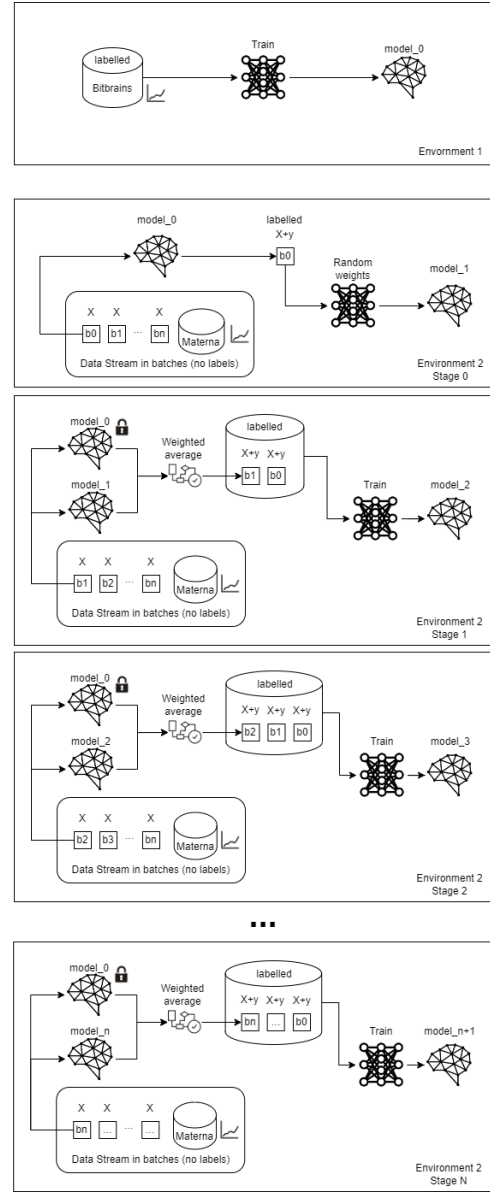 labelled
Bitbrains
Train
model_0
Envornment 1
model_0
labelled
X+y
b0
Random
weights
model_1
X X X
b0 b1 ... bn
Materna
Data Stream in batches (no labels)
Environment 2
Stage 0
model_0
model_1
Weighted
average
labelled
X+y X+y
b1 b0
Train
model_2
X X X
b1 b2 ... bn
Materna
Data Stream in batches (no labels)
Environment 2
Stage 1
model_0
model_2
Weighted
average
labelled
X+y X+y X+y
b2 b1 b0
Train
model_3
X X X
b2 b3 ... bn
Materna
Data Stream in batches (no labels)
Environment 2
Stage 2
...
model_0
model_n
Weighted
average
labelled
X+y X+y X+y
bn ... b0
Train
model_n+1
X X X
bn ... ... ...
Materna
Data Stream in batches (no labels)
Environment 2
Stage N